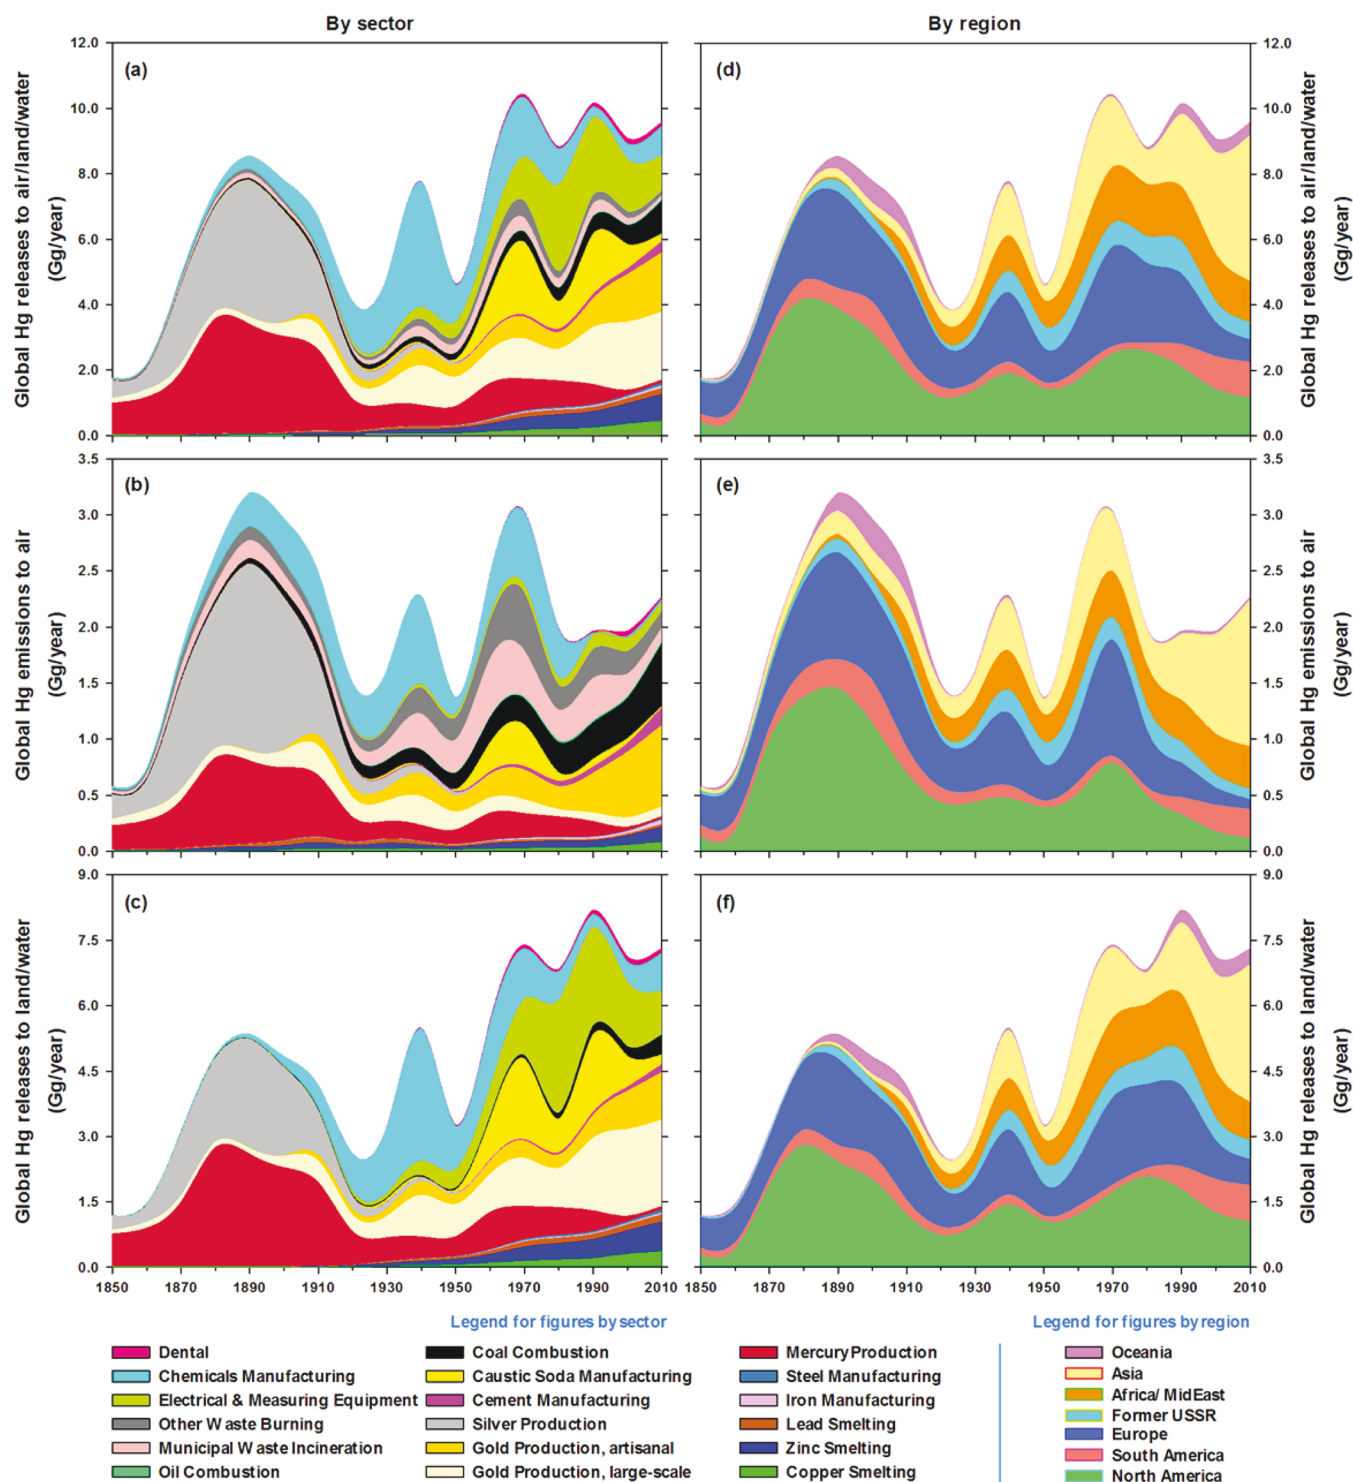 By sector
By region
(a)
Global Hg releases to air/land/water
(Gg/year)
12.0
10.0
8.0
6.0
4.0
2.0
0.0
(d)
12.0
10.0
8.0
6.0
4.0
2.0
0.0
Global Hg releases to air/land/water
(Gg/year)
(b)
Global Hg emissions to air
(Gg/year)
3.5
3.0
2.5
2.0
1.5
1.0
0.5
0.0
(e)
3.5
3.0
2.5
2.0
1.5
1.0
0.5
0.0
Global Hg emissions to air
(Gg/year)
(c)
Global Hg releases to land/water
(Gg/year)
9.0
7.5
6.0
4.5
3.0
1.5
0.0
1850 1870 1890 1910 1930 1950 1970 1990 2010
(f)
9.0
7.5
6.0
4.5
3.0
1.5
0.0
Global Hg releases to land/water
(Gg/year)
1850 1870 1890 1910 1930 1950 1970 1990 2010
Legend for figures by sector
Dental
Chemicals Manufacturing
Electrical & Measuring Equipment
Other Waste Burning
Municipal Waste Incineration
Oil Combustion
Coal Combustion
Caustic Soda Manufacturing
Cement Manufacturing
Silver Production
Gold Production, artisanal
Gold Production, large-scale
Mercury Production
Steel Manufacturing
Iron Manufacturing
Lead Smelting
Zinc Smelting
Copper Smelting
Legend for figures by region
Oceania
Asia
Africa/ MidEast
Former USSR
Europe
South America
North America